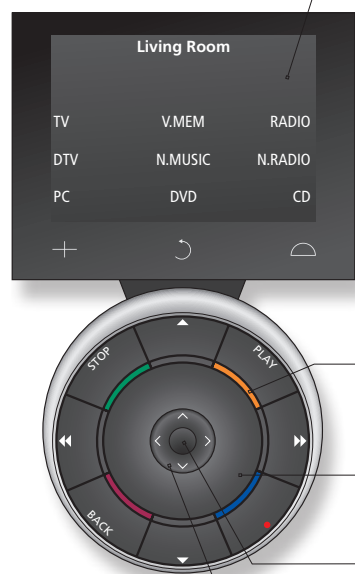 Living Room
TV V.MEM RADIO
DTV N.MUSIC N.RADIO
PC DVD CD
STOP
PLAY
BACK